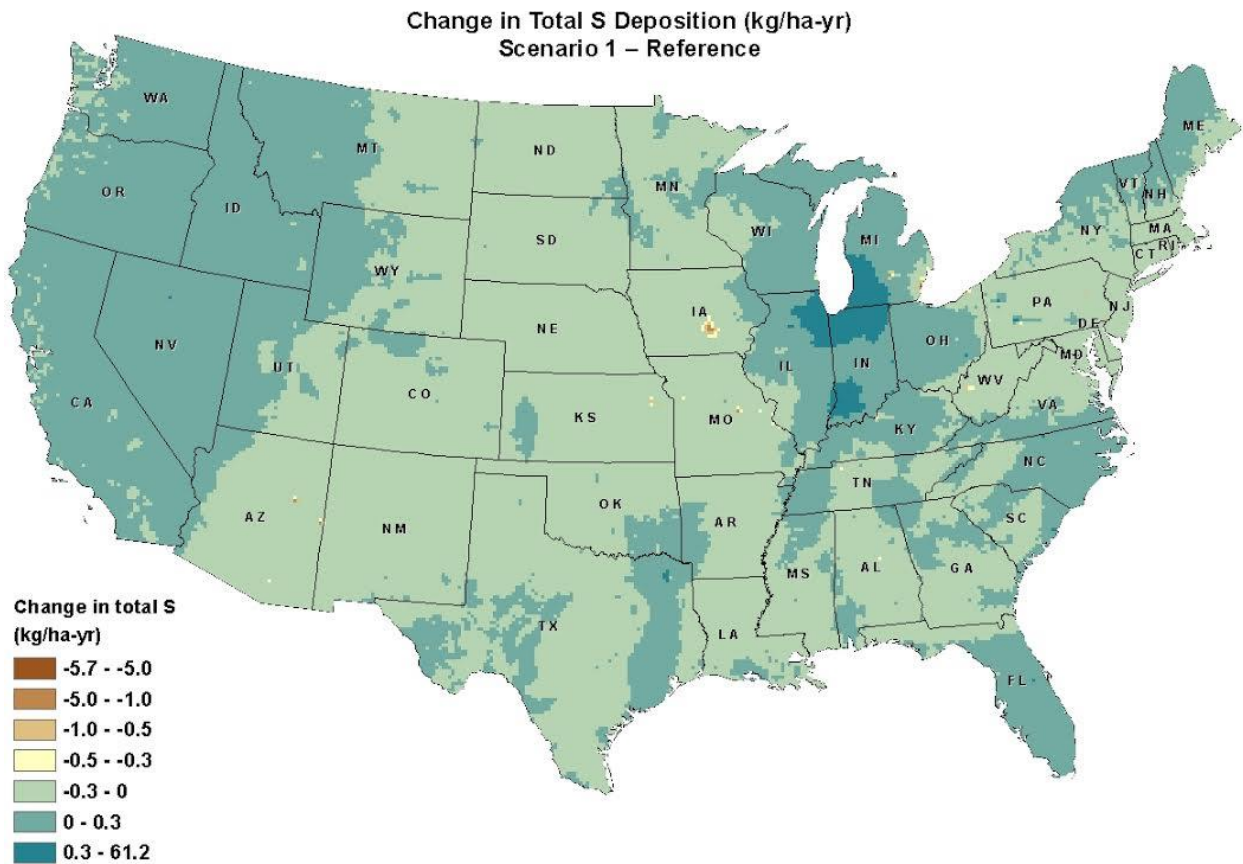 Change in Total S Deposition (kg/ha-yr)
Scenario 1 – Reference
WA
ME
MT
ND
VT
NH
OR
MN
ID
WI
MI
NY
MA
SD
CT
RI
WY
IA
PA
NJ
NE
DE
NV
OH
MD
UT
IL
IN
CO
WV
CA
KS
MO
VA
KY
NC
TN
OK
AZ
NM
AR
SC
MS
AL
GA
TX
LA
FL
Change in total S
(kg/ha-yr)
-5.7 - -5.0
-5.0 - -1.0
-1.0 - -0.5
-0.5 - -0.3
-0.3 - 0
0 - 0.3
0.3 - 61.2